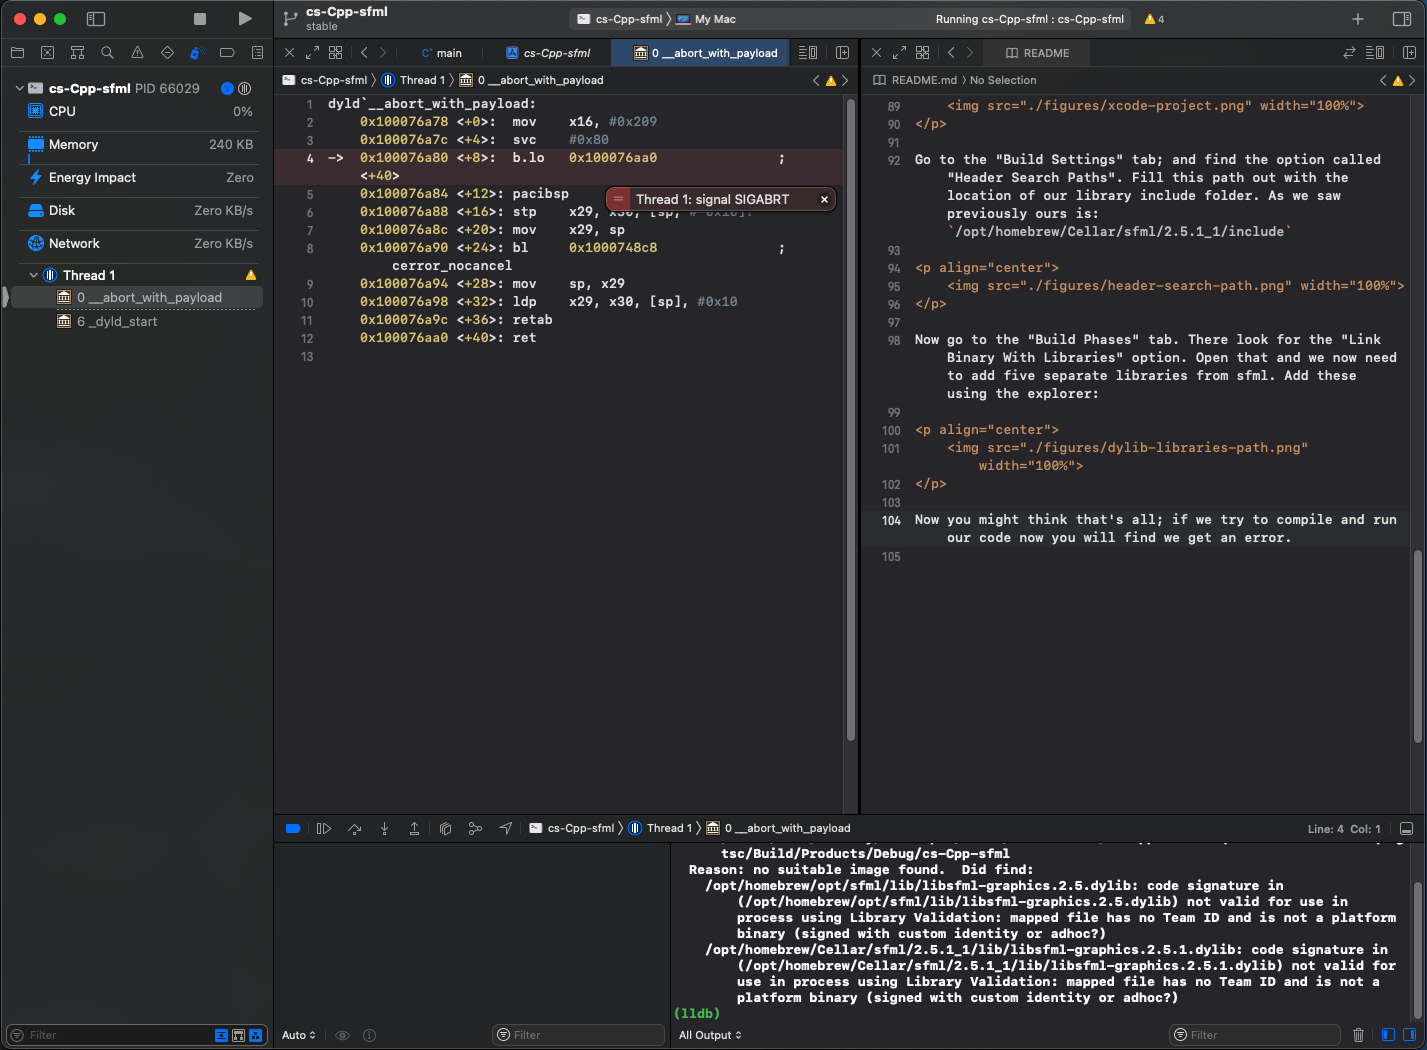 cs-Cpp-sfml
stable
cs-Cpp-sfml 〉 My Mac
Running cs-Cpp-sfml : cs-Cpp-sfml
4
main
cs-Cpp-sfml
0 __abort_with_payload
README
cs-Cpp-sfml PID 66029
CPU 0%
Memory 240 KB
Energy Impact Zero
Disk Zero KB/s
Network Zero KB/s
Thread 1
0 __abort_with_payload
6 _dyld_start
Filter
cs-Cpp-sfml 〉 Thread 1 〉 0 __abort_with_payload
1 dyld`__abort_with_payload:
2 0x100076a78 <+0>: mov x16, #0x209
3 0x100076a7c <+4>: svc #0x80
4 -> 0x100076a80 <+8>: b.lo 0x100076aa0 ;
<+40>
5 0x100076a84 <+12>: pacibsp
Thread 1: signal SIGABRT
6 0x100076a88 <+16>: stp x29, x30, [sp, #-0x10]!
7 0x100076a8c <+20>: mov x29, sp
8 0x100076a90 <+24>: bl 0x1000748c8 ;
cerror_nocancel
9 0x100076a94 <+28>: mov sp, x29
10 0x100076a98 <+32>: ldp x29, x30, [sp], #0x10
11 0x100076a9c <+36>: retab
12 0x100076aa0 <+40>: ret
13
README.md 〉 No Selection
89 <img src="./figures/xcode-project.png" width="100%">
90 </p>
91
92 Go to the "Build Settings" tab; and find the option called
"Header Search Paths". Fill this path out with the
location of our library include folder. As we saw
previously ours is:
`/opt/homebrew/Cellar/sfml/2.5.1_1/include`
93
94 <p align="center">
95 <img src="./figures/header-search-path.png" width="100%">
96 </p>
97
98 Now go to the "Build Phases" tab. There look for the "Link
Binary With Libraries" option. Open that and we now need
to add five separate libraries from sfml. Add these
using the explorer:
99
100 <p align="center">
101 <img src="./figures/dylib-libraries-path.png"
width="100%">
102 </p>
103
104 Now you might think that's all; if we try to compile and run
our code now you will find we get an error.
105
cs-Cpp-sfml 〉 Thread 1 〉 0 __abort_with_payload
Line: 4 Col: 1
tsc/Build/Products/Debug/cs-Cpp-sfml
Reason: no suitable image found.  Did find:
/opt/homebrew/opt/sfml/lib/libsfml-graphics.2.5.dylib: code signature in
(/opt/homebrew/opt/sfml/lib/libsfml-graphics.2.5.dylib) not valid for use in
process using Library Validation: mapped file has no Team ID and is not a platform
binary (signed with custom identity or adhoc?)
/opt/homebrew/Cellar/sfml/2.5.1_1/lib/libsfml-graphics.2.5.1.dylib: code signature in
(/opt/homebrew/Cellar/sfml/2.5.1_1/lib/libsfml-graphics.2.5.1.dylib) not valid for
use in process using Library Validation: mapped file has no Team ID and is not a
platform binary (signed with custom identity or adhoc?)
(lldb)
Auto
Filter
All Output
Filter